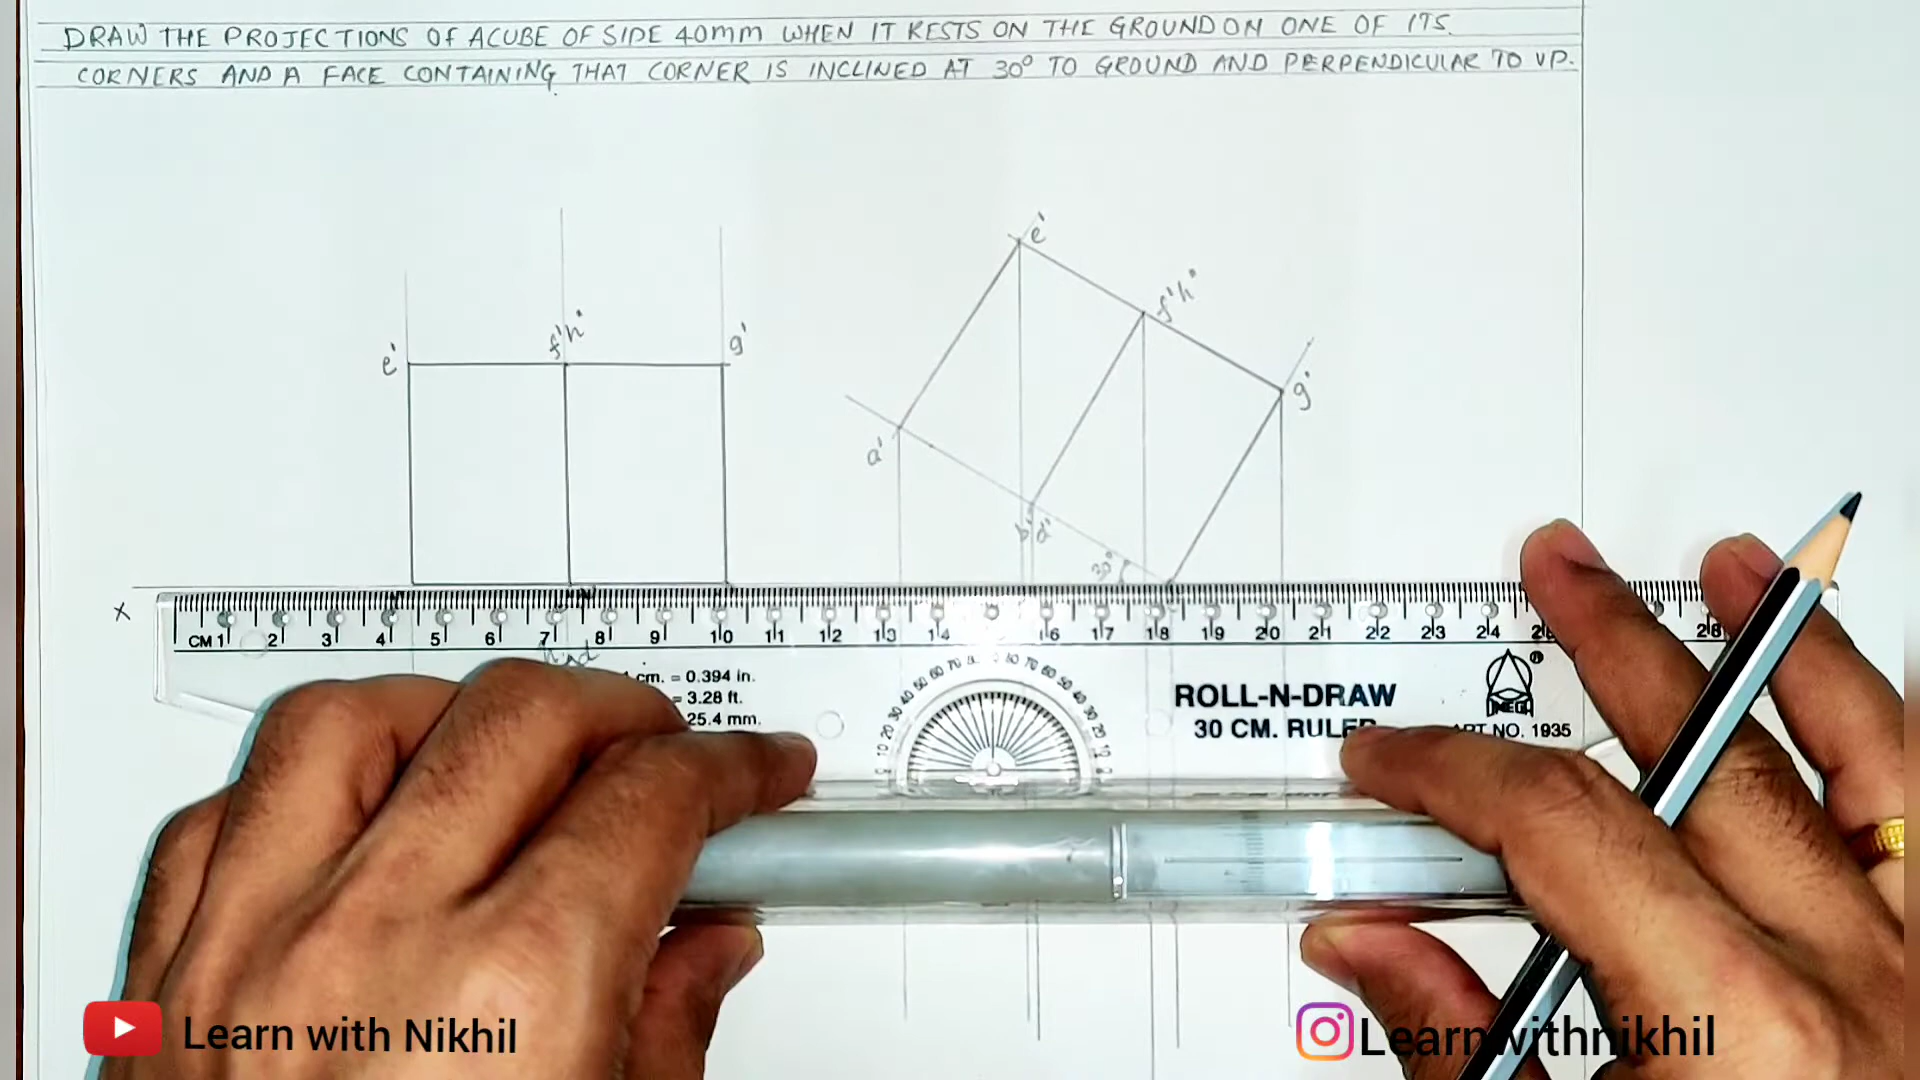 DRAW THE PROJECTIONS OF A CUBE OF SIDE 40mm WHEN IT RESTS ON THE GROUND ON ONE OF ITS
CORNERS AND A FACE CONTAINING THAT CORNER IS INCLINED AT 30° TO GROUND AND PERPENDICULAR TO VP.
e'
f'h'
g'
e'
f'h'
g'
a'
b'd'
30°
X
CM 1 2 3 4 5 6 7 8 9 10 11 12 13 14 16 17 18 19 20 21 22 23 24 28
cm. = 0.394 in.
= 3.28 ft.
25.4 mm.
ROLL-N-DRAW
30 CM. RULER
NO. 1935
Learn with Nikhil
Learnwithnikhil